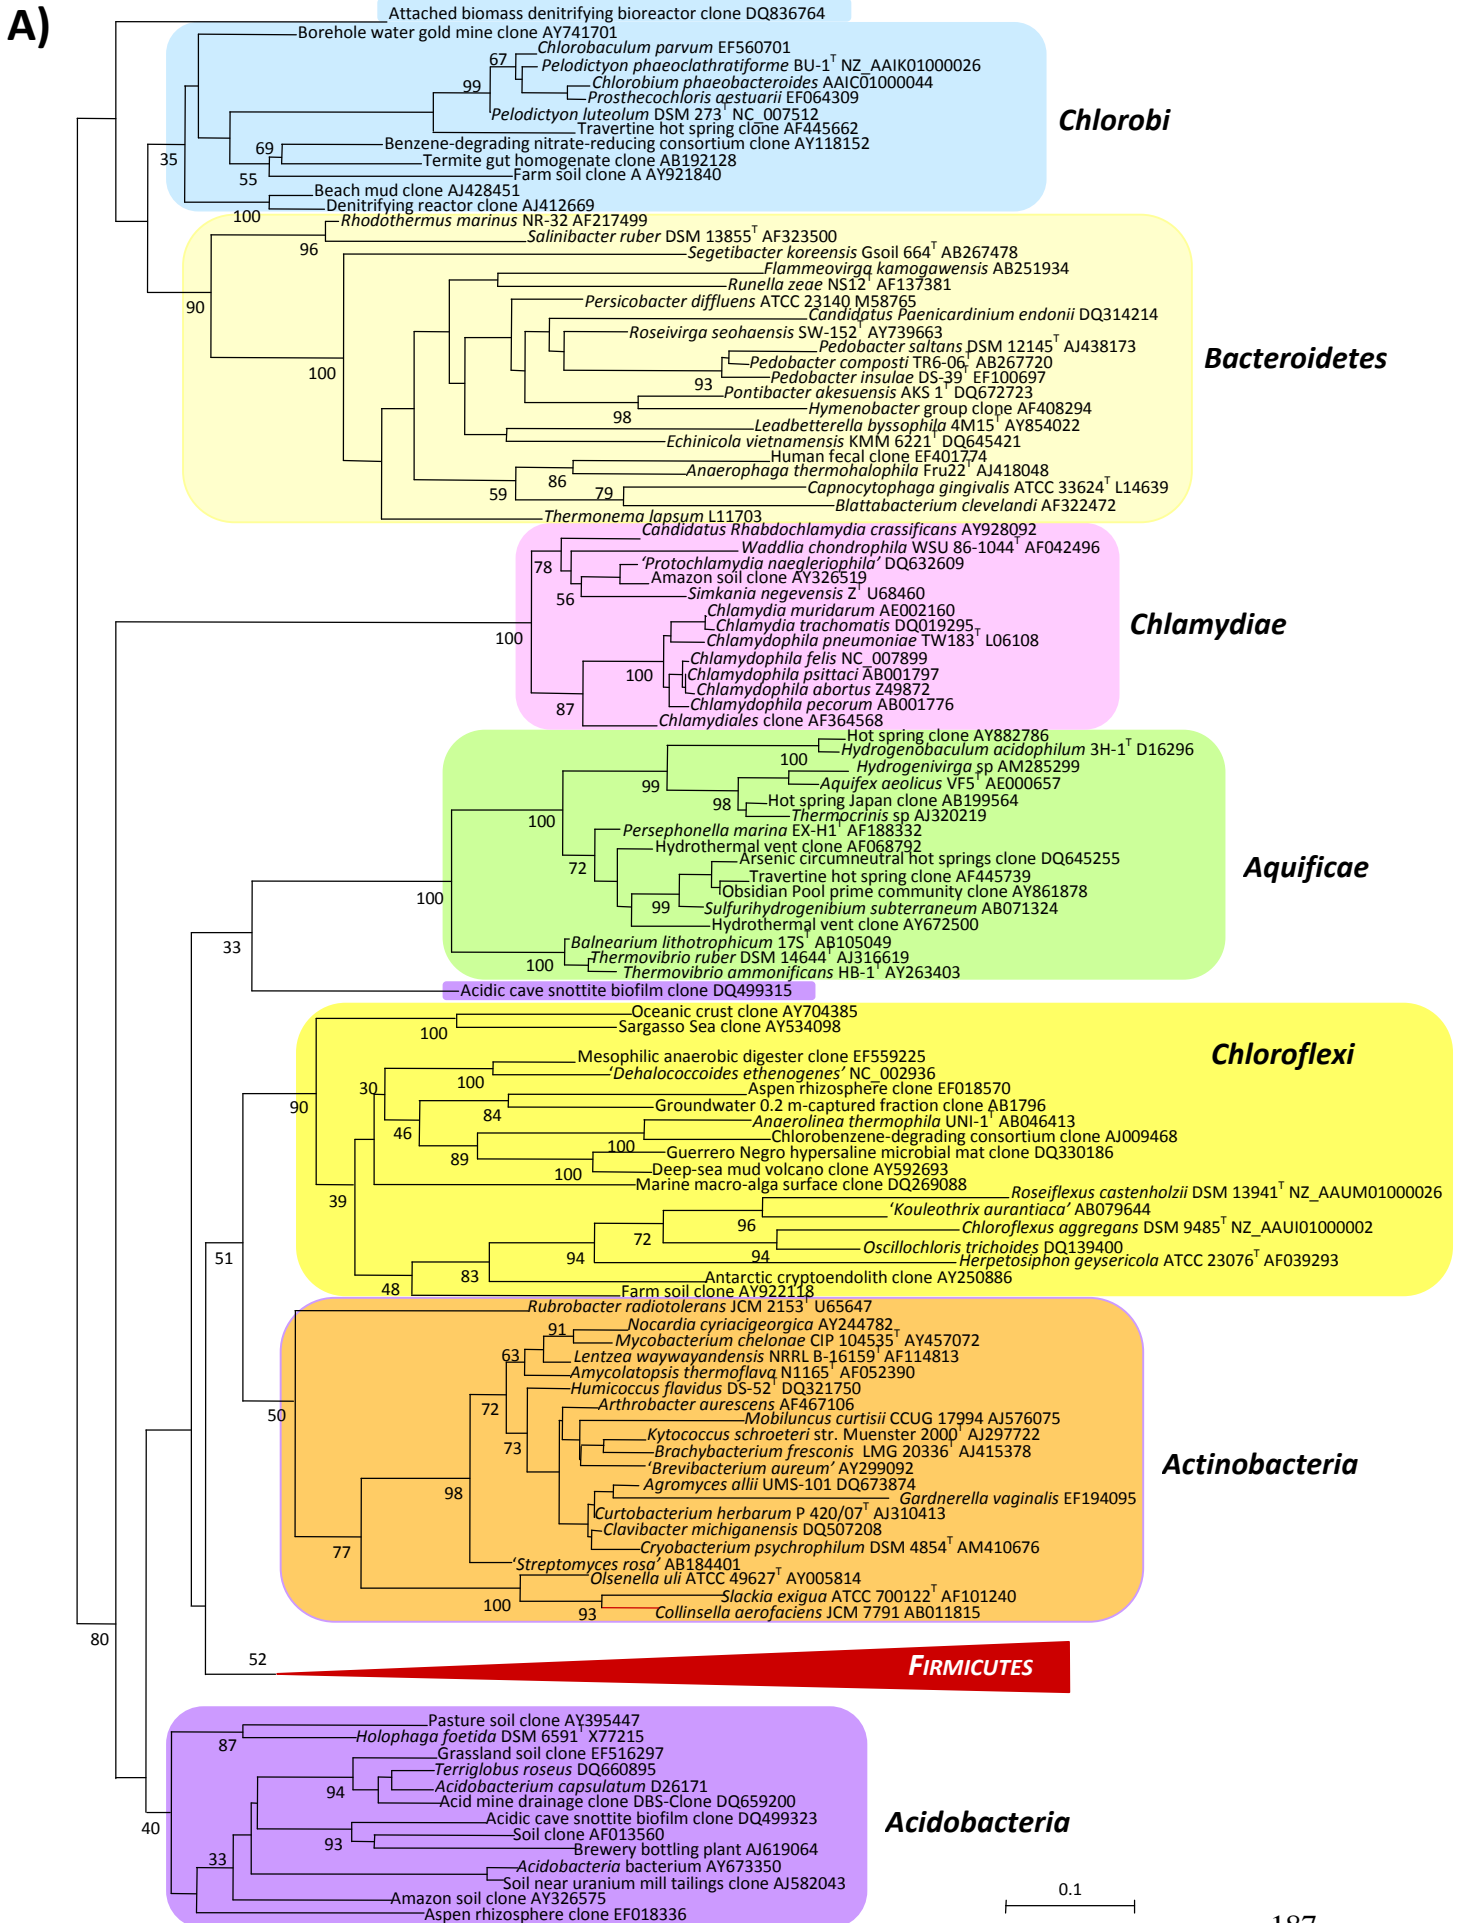 A)
Attached biomass denitrifying bioreactor clone DQ836764
Borehole water gold mine clone AY741701
Chlorobaculum parvum EF560701
67
Pelodictyon phaeoclathratiforme BU-1T NZ_AAIK01000026
Chlorobium phaeobacteroides AAIC01000044
99
Prosthecochloris aestuarii EF064309
Pelodictyon luteolum DSM 273T NC_007512
Chlorobi
Travertine hot spring clone AF445662
Benzene-degrading nitrate-reducing consortium clone AY118152
69
35
Termite gut homogenate clone AB192128
Farm soil clone A AY921840
55
Beach mud clone AJ428451
Denitrifying reactor clone AJ412669
100
Rhodothermus marinus NR-32 AF217499
Salinibacter ruber DSM 13855T AF323500
96
Segetibacter koreensis Gsoil 664T AB267478
Flammeovirga kamogawensis AB251934
Runella zeae NS12T AF137381
Persicobacter diffluens ATCC 23140 M58765
90
Candidatus Paenicardinium endonii DQ314214
Roseivirga seohaensis SW-152T AY739663
Pedobacter saltans DSM 12145T AJ438173
Bacteroidetes
Pedobacter composti TR6-06T AB267720
100
Pedobacter insulae DS-39T EF100697
93
Pontibacter akesuensis AKS 1T DQ672723
Hymenobacter group clone AF408294
98
Leadbetterella byssophila 4M15T AY854022
Echinicola vietnamensis KMM 6221T DQ645421
Human fecal clone EF401774
Anaerophaga thermohalophila Fru22T AJ418048
86
Capnocytophaga gingivalis ATCC 33624T L14639
59
79
Blattabacterium clevelandi AF322472
Thermonema lapsum L11703
Candidatus Rhabdochlamydia crassificans AY928092
Waddlia chondrophila WSU 86-1044T AF042496
78
'Protochlamydia naegleriophila' DQ632609
Amazon soil clone AY326519
Simkania negevensis ZT U68460
56
Chlamydia muridarum AE002160
Chlamydia trachomatis DQ019295
Chlamydiae
100
Chlamydophila pneumoniae TW183T L06108
Chlamydophila felis NC_007899
100
Chlamydophila psittaci AB001797
Chlamydophila abortus Z49872
Chlamydophila pecorum AB001776
87
Chlamydiales clone AF364568
Hot spring clone AY882786
Hydrogenobaculum acidophilum 3H-1T D16296
100
Hydrogenivirga sp AM285299
99
Aquifex aeolicus VF5T AE000657
98
Hot spring Japan clone AB199564
Thermocrinis sp AJ320219
100
Persephonella marina EX-H1T AF188332
Hydrothermal vent clone AF068792
Arsenic circumneutral hot springs clone DQ645255
72
Aquificae
Travertine hot spring clone AF445739
Obsidian Pool prime community clone AY861878
100
99
Sulfurihydrogenibium subterraneum AB071324
Hydrothermal vent clone AY672500
Balnearium lithotrophicum 17ST AB105049
33
Thermovibrio ruber DSM 14644T AJ316619
100
Thermovibrio ammonificans HB-1T AY263403
Acidic cave snottite biofilm clone DQ499315
Oceanic crust clone AY704385
Sargasso Sea clone AY534098
100
Chloroflexi
Mesophilic anaerobic digester clone EF559225
'Dehalococcoides ethenogenes' NC_002936
100
30
Aspen rhizosphere clone EF018570
90
Groundwater 0.2 m-captured fraction clone AB1796
84
Anaerolinea thermophila UNI-1T AB046413
46
Chlorobenzene-degrading consortium clone AJ009468
100
Guerrero Negro hypersaline microbial mat clone DQ330186
89
Deep-sea mud volcano clone AY592693
100
Marine macro-alga surface clone DQ269088
Roseiflexus castenholzii DSM 13941T NZ_AAUM01000026
39
'Kouleothrix aurantiaca' AB079644
96
Chloroflexus aggregans DSM 9485T NZ_AAUI01000002
72
Oscillochloris trichoides DQ139400
51
94
94
Herpetosiphon geysericola ATCC 23076T AF039293
83
Antarctic cryptoendolith clone AY250886
48
Farm soil clone AY922118
Rubrobacter radiotolerans JCM 2153T U65647
Nocardia cyriacigeorgica AY244782
91
Mycobacterium chelonae CIP 104535T AY457072
63
Lentzea waywayandensis NRRL B-16159T AF114813
Amycolatopsis thermoflava N1165T AF052390
Humicoccus flavidus DS-52T DQ321750
72
Arthrobacter aurescens AF467106
50
Mobiluncus curtisii CCUG 17994 AJ576075
Kytococcus schroeteri str. Muenster 2000T AJ297722
73
Brachybacterium fresconis LMG 20336T AJ415378
Actinobacteria
'Brevibacterium aureum' AY299092
Agromyces allii UMS-101 DQ673874
98
Gardnerella vaginalis EF194095
Curtobacterium herbarum P 420/07T AJ310413
Clavibacter michiganensis DQ507208
Cryobacterium psychrophilum DSM 4854T AM410676
77
'Streptomyces rosa' AB184401
Olsenella uli ATCC 49627T AY005814
Slackia exigua ATCC 700122T AF101240
100
93
Collinsella aerofaciens JCM 7791 AB011815
80
52
FIRMICUTES
Pasture soil clone AY395447
Holophaga foetida DSM 6591T X77215
87
Grassland soil clone EF516297
Terriglobus roseus DQ660895
Acidobacterium capsulatum D26171
94
Acid mine drainage clone DBS-Clone DQ659200
Acidic cave snottite biofilm clone DQ499323
Acidobacteria
40
Soil clone AF013560
93
Brewery bottling plant AJ619064
33
Acidobacteria bacterium AY673350
Soil near uranium mill tailings clone AJ582043
0.1
Amazon soil clone AY326575
Aspen rhizosphere clone EF018336
187